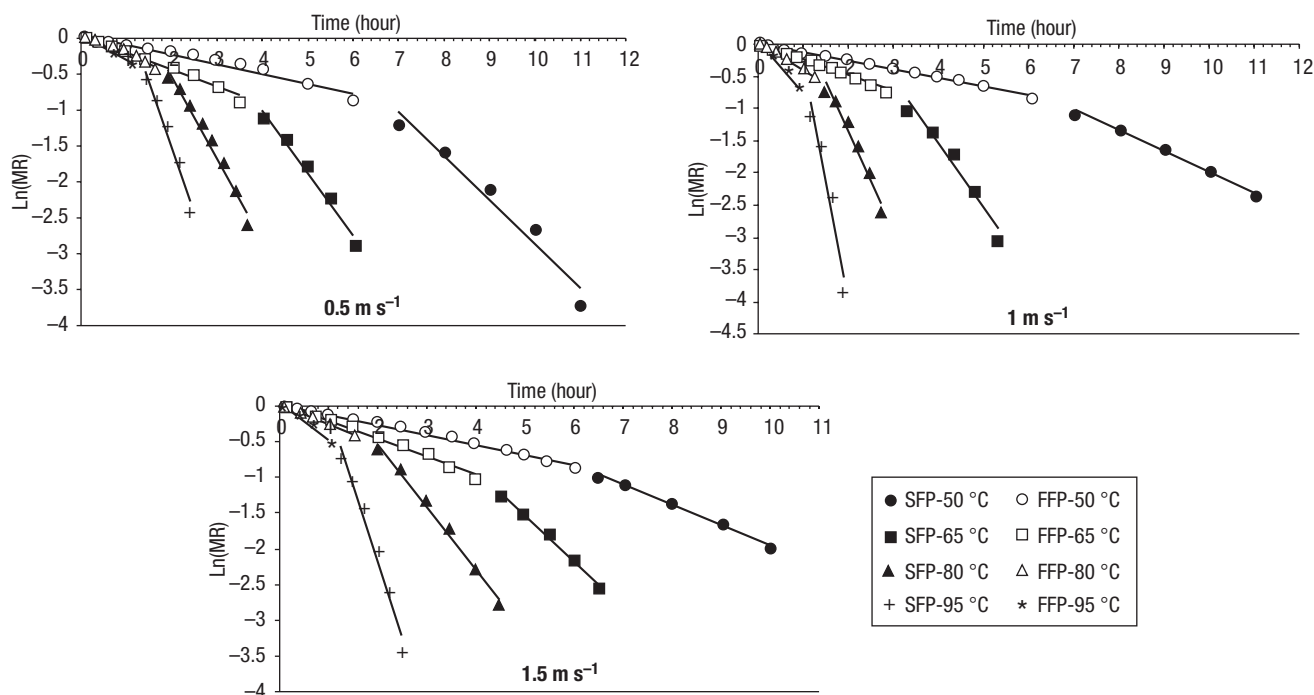 Time (hour)
0 1 2 3 4 5 6 7 8 9 10 11 12
0
−0.5
−1
−1.5
−2
−2.5
−3
−3.5
−4
Ln(MR)
0.5 m s⁻¹
Time (hour)
0 1 2 3 4 5 6 7 8 9 10 11 12
0
−0.5
−1
−1.5
−2
−2.5
−3
−3.5
−4
−4.5
Ln(MR)
1 m s⁻¹
Time (hour)
0 1 2 3 4 5 6 7 8 9 10 11
0
−0.5
−1
−1.5
−2
−2.5
−3
−3.5
−4
Ln(MR)
1.5 m s⁻¹
SFP-50 °C FFP-50 °C
SFP-65 °C FFP-65 °C
SFP-80 °C FFP-80 °C
SFP-95 °C FFP-95 °C